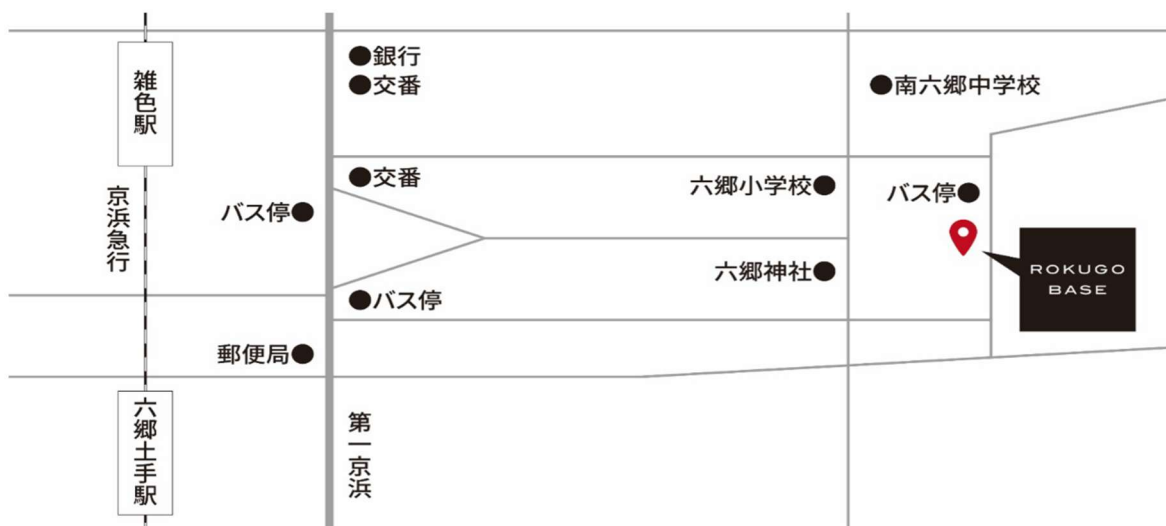 雑色駅
京浜急行
六郷土手駅
●銀行
●交番
●南六郷中学校
●交番
六郷小学校●
バス停●
バス停●
六郷神社●
ROKUGO
BASE
●バス停
郵便局●
第一京浜